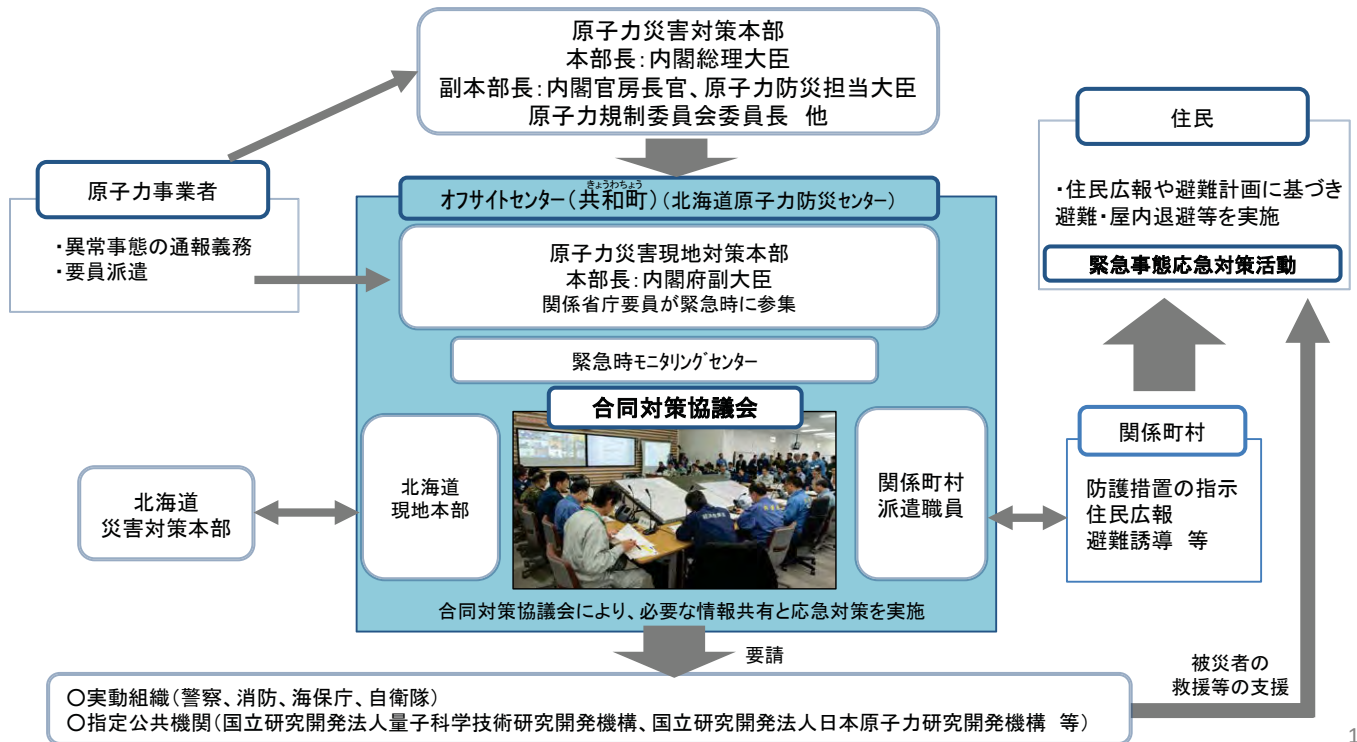 原子力災害対策本部
本部長：内閣総理大臣
副本部長：内閣官房長官、原子力防災担当大臣
原子力規制委員会委員長　他
原子力事業者
・異常事態の通報義務
・要員派遣
きょうわちょう
オフサイトセンター（共和町）（北海道原子力防災センター）
原子力災害現地対策本部
本部長：内閣府副大臣
関係省庁要員が緊急時に参集
緊急時モニタリングセンター
合同対策協議会
北海道
災害対策本部
北海道
現地本部
関係町村
派遣職員
合同対策協議会により、必要な情報共有と応急対策を実施
住民
・住民広報や避難計画に基づき
避難・屋内退避等を実施
緊急事態応急対策活動
関係町村
防護措置の指示
住民広報
避難誘導　等
要請
被災者の
救援等の支援
○実動組織（警察、消防、海保庁、自衛隊）
○指定公共機関（国立研究開発法人量子科学技術研究開発機構、国立研究開発法人日本原子力研究開発機構　等）
1